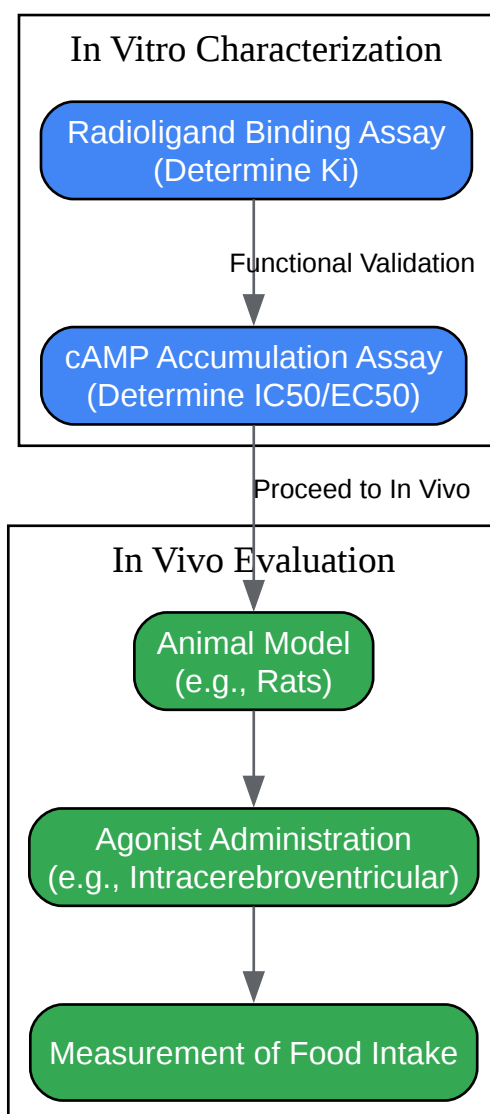 In Vitro Characterization
Radioligand Binding Assay
(Determine Ki)
Functional Validation
cAMP Accumulation Assay
(Determine IC50/EC50)
Proceed to In Vivo
In Vivo Evaluation
Animal Model
(e.g., Rats)
Agonist Administration
(e.g., Intracerebroventricular)
Measurement of Food Intake